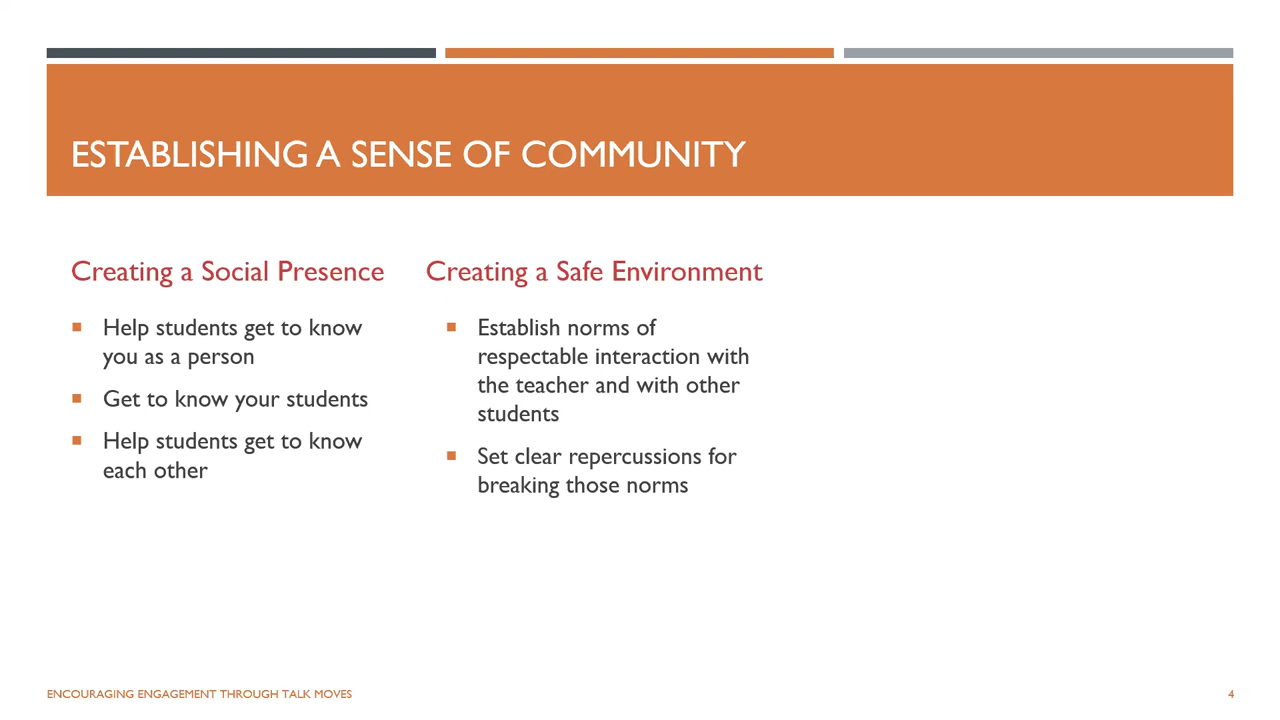 ESTABLISHING A SENSE OF COMMUNITY
Creating a Social Presence
Help students get to know
you as a person
Get to know your students
Help students get to know
each other
Creating a Safe Environment
Establish norms of
respectable interaction with
the teacher and with other
students
Set clear repercussions for
breaking those norms
ENCOURAGING ENGAGEMENT THROUGH TALK MOVES
4